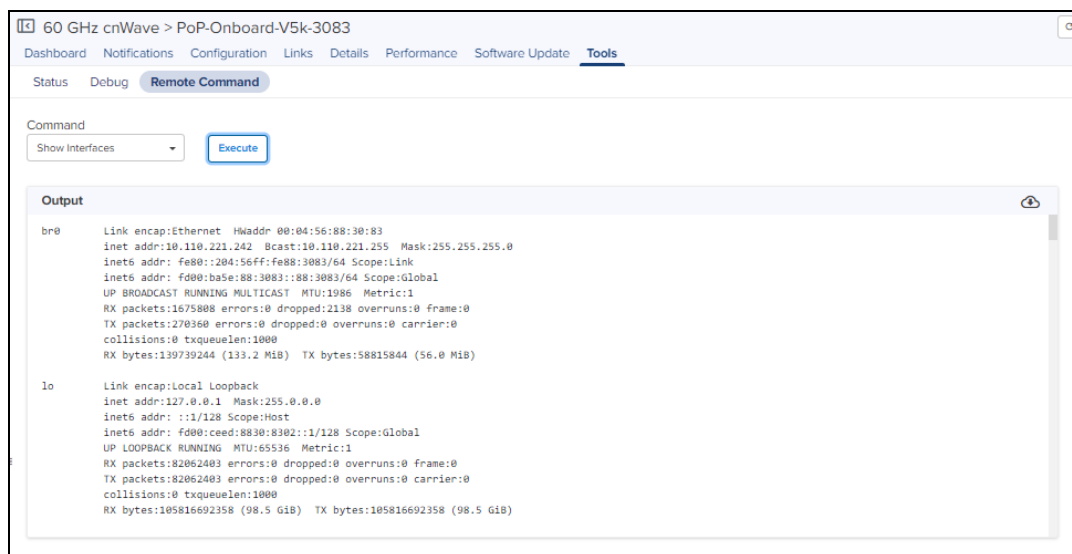 60 GHz cnWave > PoP-Onboard-V5k-3083
Dashboard Notifications Configuration Links Details Performance Software Update Tools
Status Debug Remote Command
Command
Show Interfaces Execute
Output
br0 Link encap:Ethernet HWaddr 00:04:56:88:30:83
inet addr:10.110.221.242 Bcast:10.110.221.255 Mask:255.255.255.0
inet6 addr: fe80::204:56ff:fe88:3083/64 Scope:Link
inet6 addr: fd00:ba5e:88:3083::88:3083/64 Scope:Global
UP BROADCAST RUNNING MULTICAST MTU:1986 Metric:1
RX packets:1675808 errors:0 dropped:2138 overruns:0 frame:0
TX packets:270360 errors:0 dropped:0 overruns:0 carrier:0
collisions:0 txqueuelen:1000
RX bytes:139739244 (133.2 MiB) TX bytes:58815844 (56.0 MiB)
lo Link encap:Local Loopback
inet addr:127.0.0.1 Mask:255.0.0.0
inet6 addr: ::1/128 Scope:Host
inet6 addr: fd00:ceed:8830:8302::1/128 Scope:Global
UP LOOPBACK RUNNING MTU:65536 Metric:1
RX packets:82062403 errors:0 dropped:0 overruns:0 frame:0
TX packets:82062403 errors:0 dropped:0 overruns:0 carrier:0
collisions:0 txqueuelen:1000
RX bytes:105816692358 (98.5 GiB) TX bytes:105816692358 (98.5 GiB)